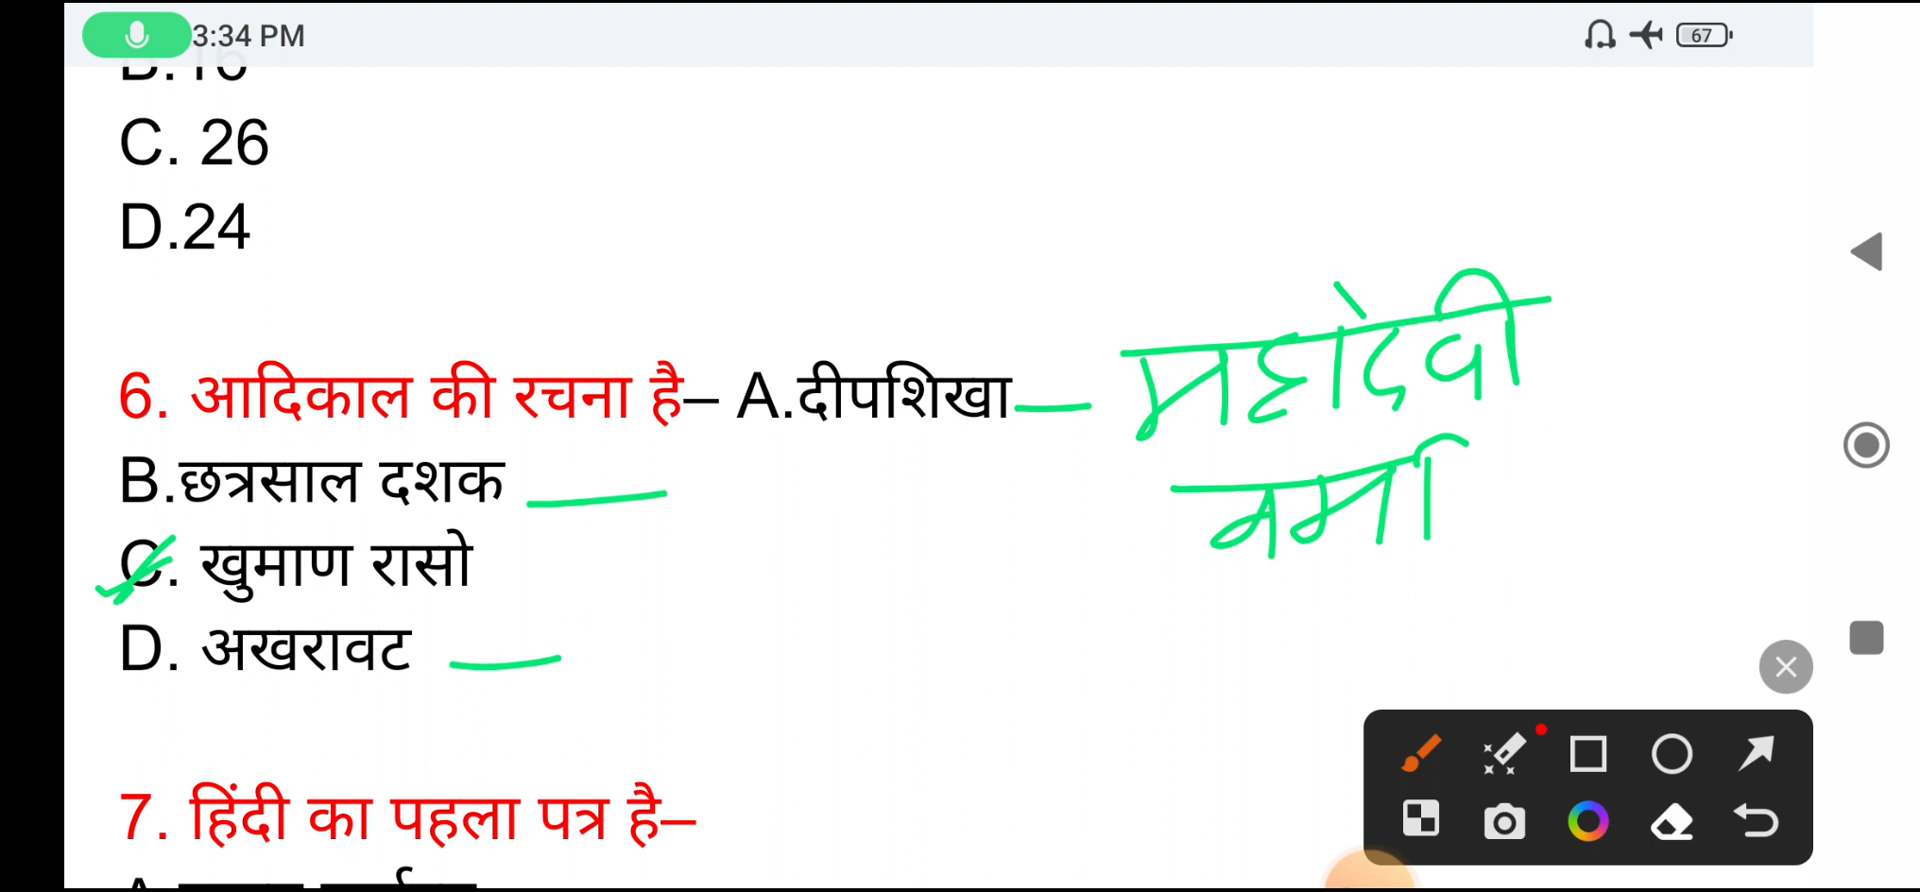 3:34 PM
67
B. 16
C. 26
D.24
6. आदिकाल की रचना है– A.दीपशिखा
महादेवी
वर्मा
B.छत्रसाल दशक
C. खुमाण रासो
D. अखरावट
7. हिंदी का पहला पत्र है–